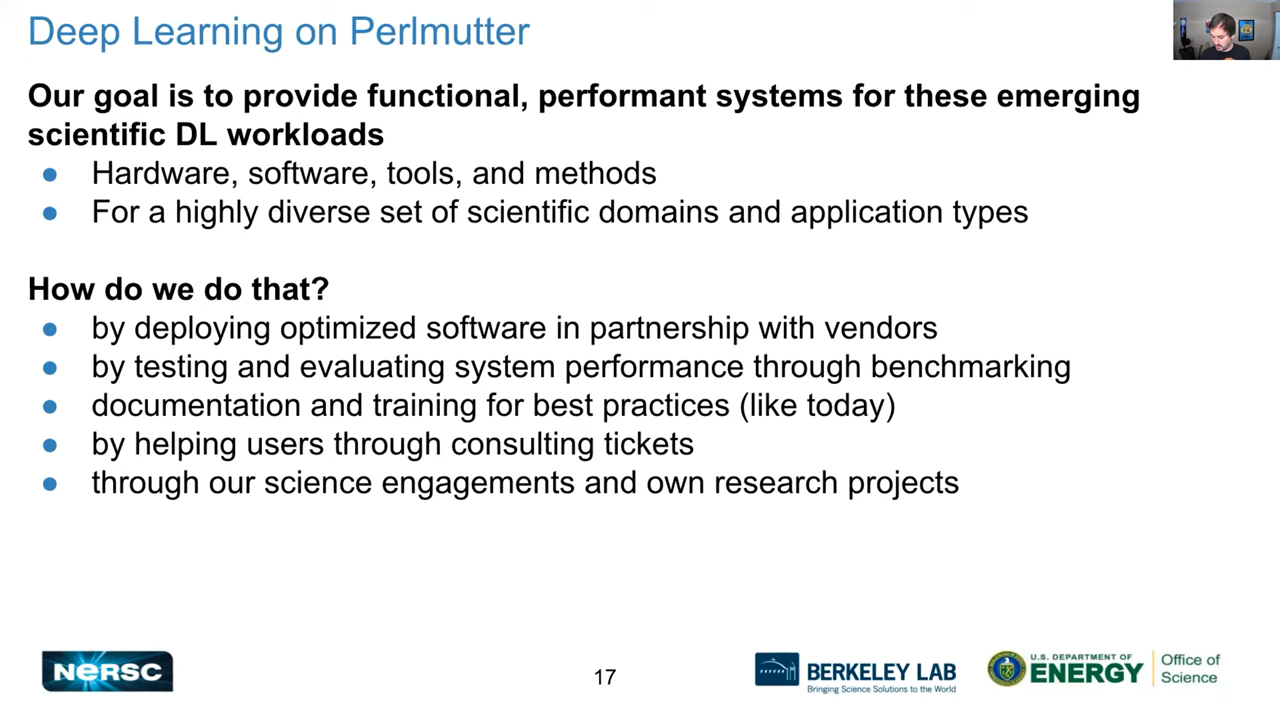 Deep Learning on Perlmutter
Our goal is to provide functional, performant systems for these emerging
scientific DL workloads
● Hardware, software, tools, and methods
● For a highly diverse set of scientific domains and application types
How do we do that?
● by deploying optimized software in partnership with vendors
● by testing and evaluating system performance through benchmarking
● documentation and training for best practices (like today)
● by helping users through consulting tickets
● through our science engagements and own research projects
NERSC
17
BERKELEY LAB
Bringing Science Solutions to the World
U.S. DEPARTMENT OF
ENERGY
Office of
Science